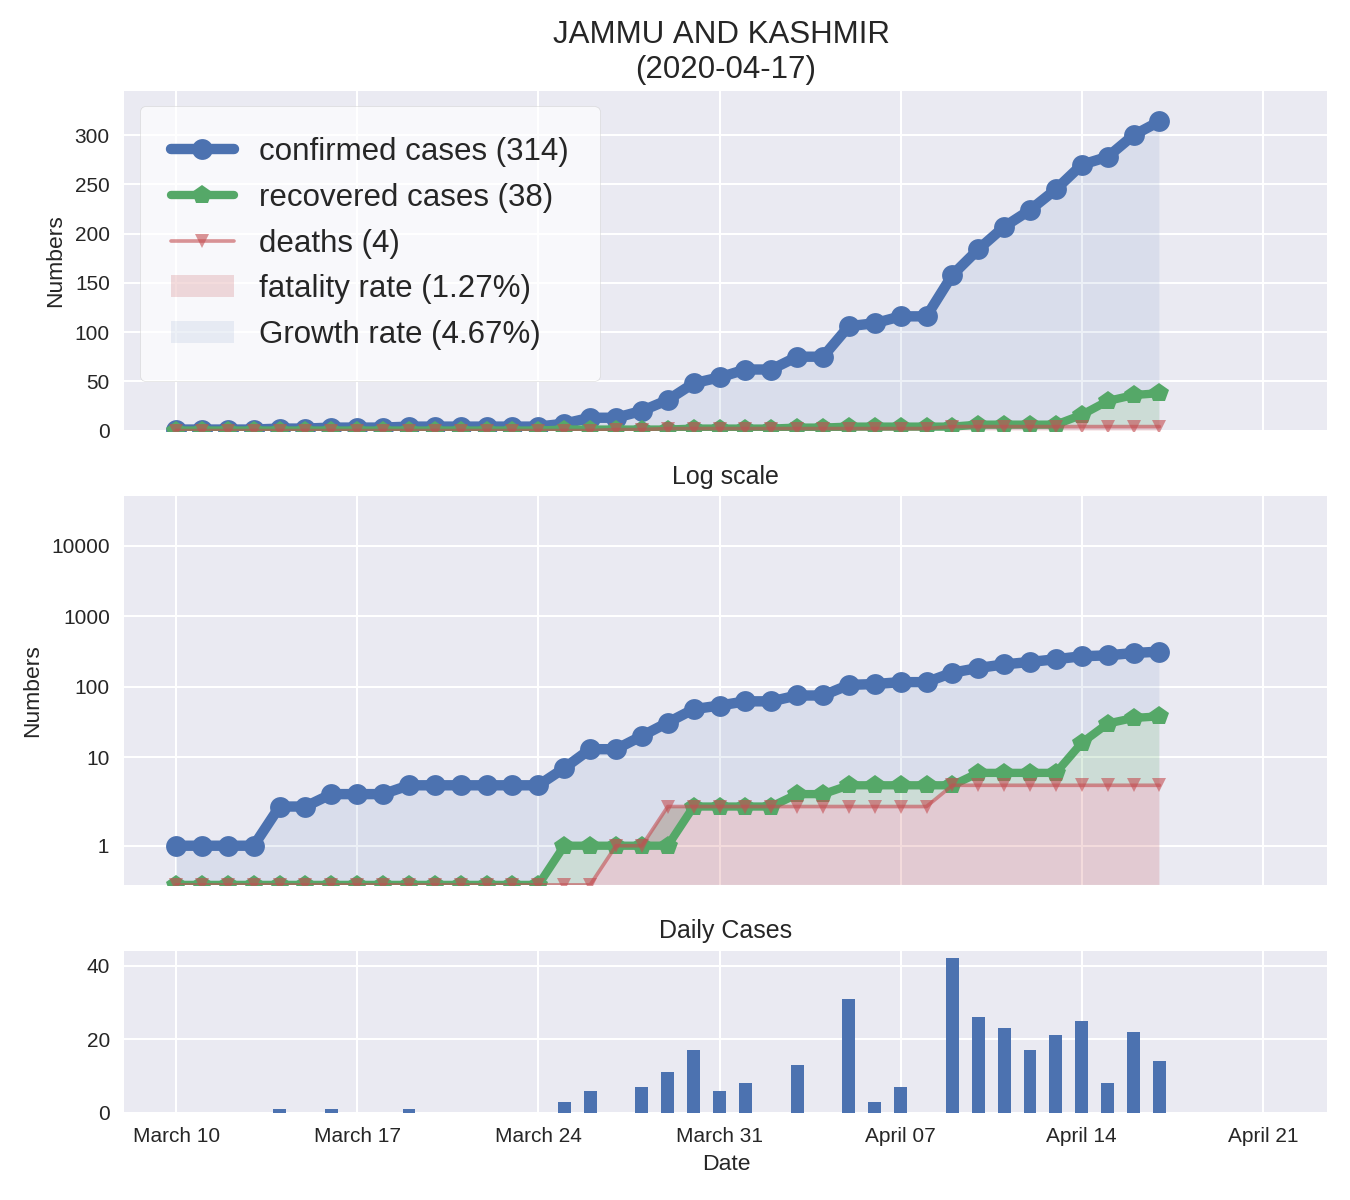 JAMMU AND KASHMIR
(2020-04-17)
300
250
200
150
100
50
0
Numbers
confirmed cases (314)
recovered cases (38)
deaths (4)
fatality rate (1.27%)
Growth rate (4.67%)
Log scale
10000
1000
100
10
1
Numbers
Daily Cases
40
20
0
March 10 March 17 March 24 March 31 April 07 April 14 April 21
Date